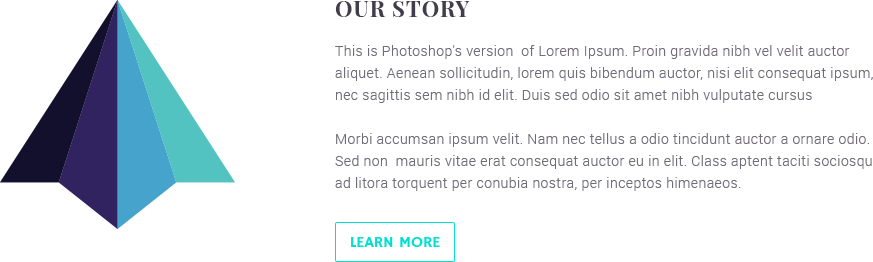 OUR STORY
This is Photoshop's version  of Lorem Ipsum. Proin gravida nibh vel velit auctor
aliquet. Aenean sollicitudin, lorem quis bibendum auctor, nisi elit consequat ipsum,
nec sagittis sem nibh id elit. Duis sed odio sit amet nibh vulputate cursus
Morbi accumsan ipsum velit. Nam nec tellus a odio tincidunt auctor a ornare odio.
Sed non  mauris vitae erat consequat auctor eu in elit. Class aptent taciti sociosqu
ad litora torquent per conubia nostra, per inceptos himenaeos.
LEARN MORE